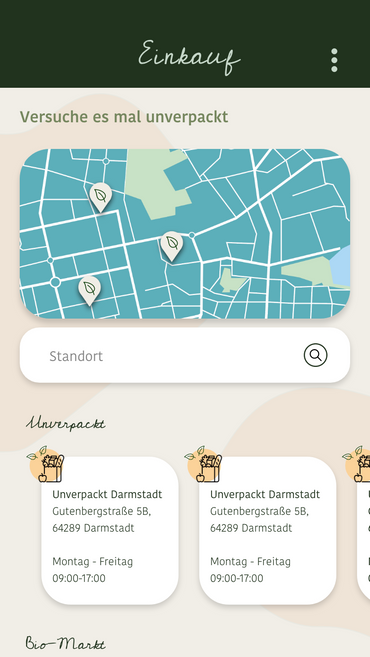 Einkauf
Versuche es mal unverpackt
Standort
Unverpackt
Unverpackt Darmstadt
Gutenbergstraße 5B,
64289 Darmstadt
Montag - Freitag
09:00-17:00
Unverpackt Darmstadt
Gutenbergstraße 5B,
64289 Darmstadt
Montag - Freitag
09:00-17:00
Bio-Markt